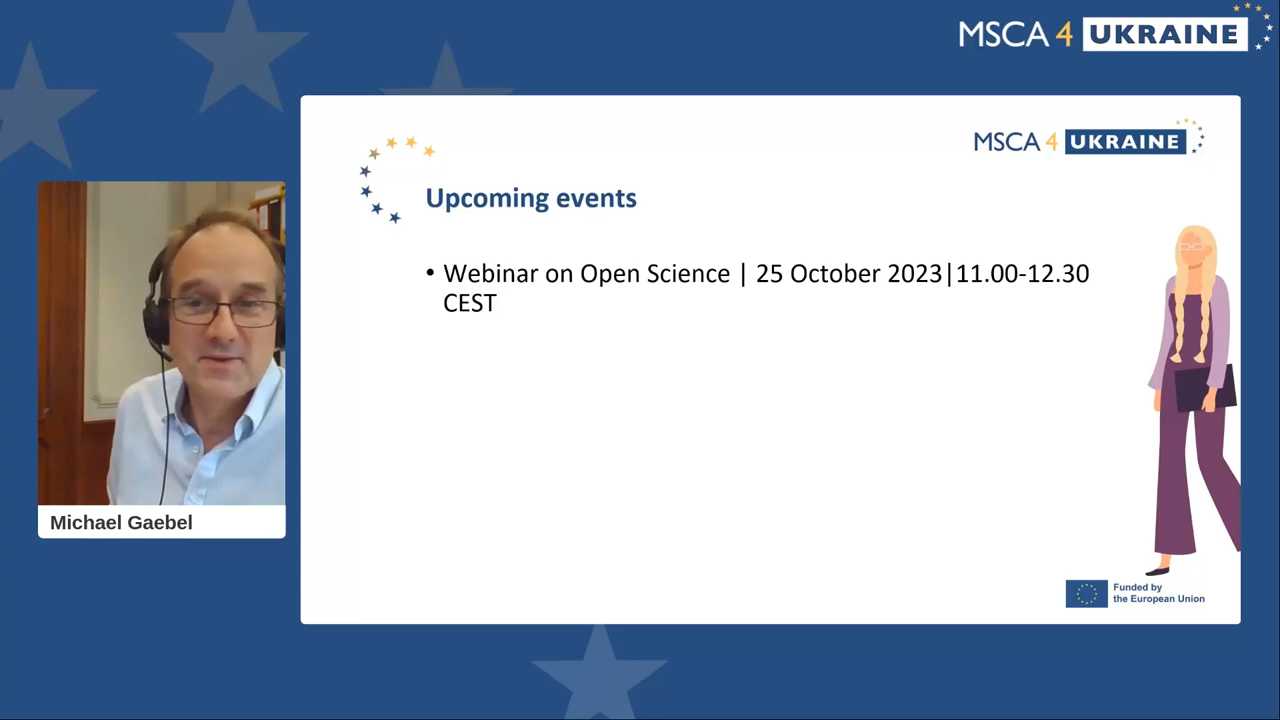 MSCA 4 UKRAINE
MSCA 4 UKRAINE
Upcoming events
• Webinar on Open Science | 25 October 2023|11.00-12.30
CEST
Michael Gaebel
Funded by
the European Union